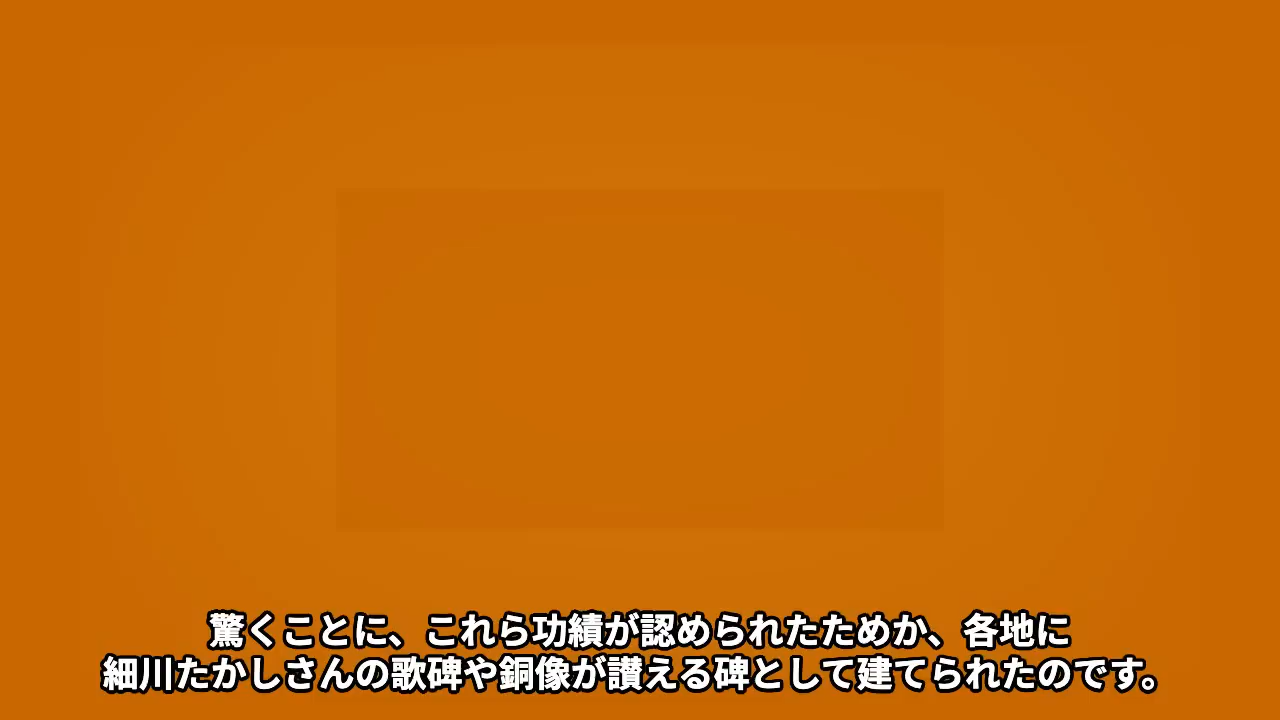 驚くことに、これら功績が認められたためか、各地に
細川たかしさんの歌碑や銅像が讃える碑として建てられたのです。